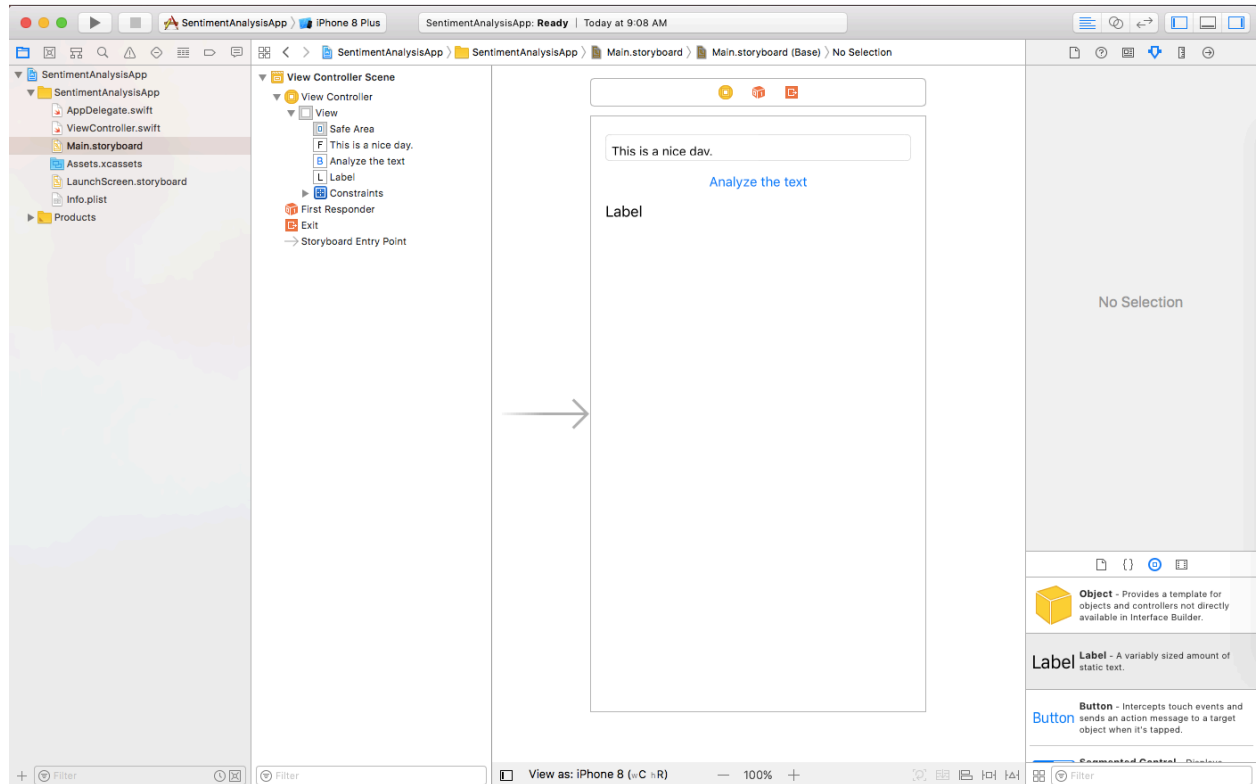 SentimentAnalysisApp 〉 iPhone 8 Plus
SentimentAnalysisApp: Ready | Today at 9:08 AM
SentimentAnalysisApp 〉 SentimentAnalysisApp 〉 Main.storyboard 〉 Main.storyboard (Base) 〉 No Selection
SentimentAnalysisApp
SentimentAnalysisApp
AppDelegate.swift
ViewController.swift
Main.storyboard
Assets.xcassets
LaunchScreen.storyboard
Info.plist
Products
Filter
View Controller Scene
View Controller
View
Safe Area
F This is a nice day.
B Analyze the text
L Label
Constraints
First Responder
Exit
Storyboard Entry Point
Filter
This is a nice day.
Analyze the text
Label
View as: iPhone 8 (wC hR)
— 100% +
No Selection
{}
Object - Provides a template for
objects and controllers not directly
available in Interface Builder.
Label
Label - A variably sized amount of
static text.
Button
Button - Intercepts touch events and
sends an action message to a target
object when it's tapped.
Segmented Control - Displays
Filter